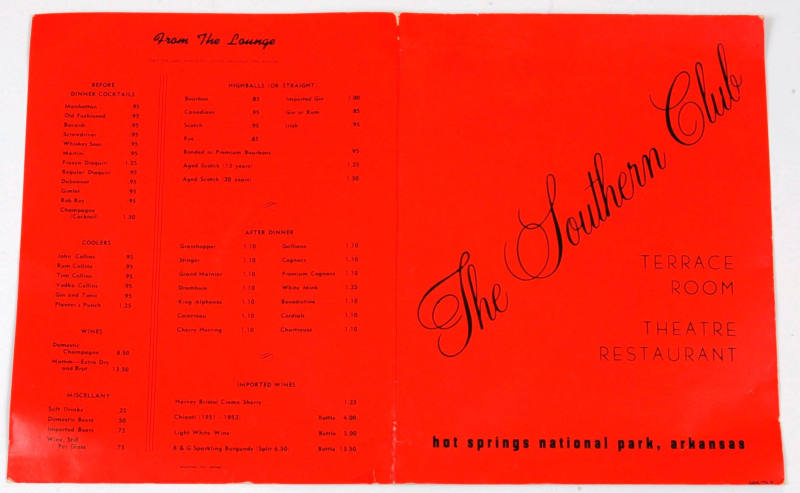 From The Lounge
BEFORE
DINNER COCKTAILS
Manhattan .95
Old Fashioned .95
Bacardi .95
Screwdriver .95
Whiskey Sour .95
Martini .95
Frozen Diaquiri 1.25
Regular Diaquiri .95
Dubonnet .95
Gimlet .95
Rob Roy .95
Champagne
Cocktail 1.50
COOLERS
John Collins .95
Rum Collins .95
Tom Collins .95
Vodka Collins .95
Gin and Tonic .95
Planter's Punch 1.25
WINES
Domestic
Champagne 8.50
Mumm—Extra Dry
and Brut 13.50
MISCELLANY
Soft Drinks .25
Domestic Beers .50
Imported Beers .75
Wine, Still
Per Glass .75
HIGHBALLS (OR STRAIGHT)
Bourbon .85 Imported Gin 1.00
Canadians .95 Gin or Rum .85
Scotch .95 Irish .95
Rye .85
Bonded or Premium Bourbons .95
Aged Scotch (12 years) 1.25
Aged Scotch (20 years) 1.50
AFTER DINNER
Grasshopper 1.10 Galliano 1.10
Stinger 1.10 Cognacs 1.10
Grand Marnier 1.10 Premium Cognacs 1.10
Drambuie 1.10 White Mink 1.25
King Alphonse 1.10 Benedictine 1.10
Cointreau 1.10 Cordials 1.10
Cherry Heering 1.10 Chartreuse 1.10
IMPORTED WINES
Harvey Bristol Creme Sherry 1.25
Chianti (1951 - 1953) Bottle 4.00
Light White Wine Bottle 5.00
B & G Sparkling Burgundy (Split 6.50) Bottle 13.50
The Southern Club
TERRACE
ROOM
THEATRE
RESTAURANT
hot springs national park, arkansas